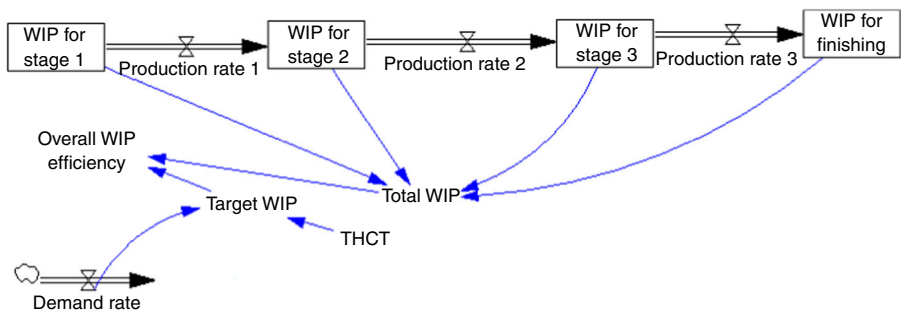 WIP for
stage 1
Production rate 1
WIP for
stage 2
Production rate 2
WIP for
stage 3
Production rate 3
WIP for
finishing
Overall WIP
efficiency
Target WIP
Total WIP
THCT
Demand rate